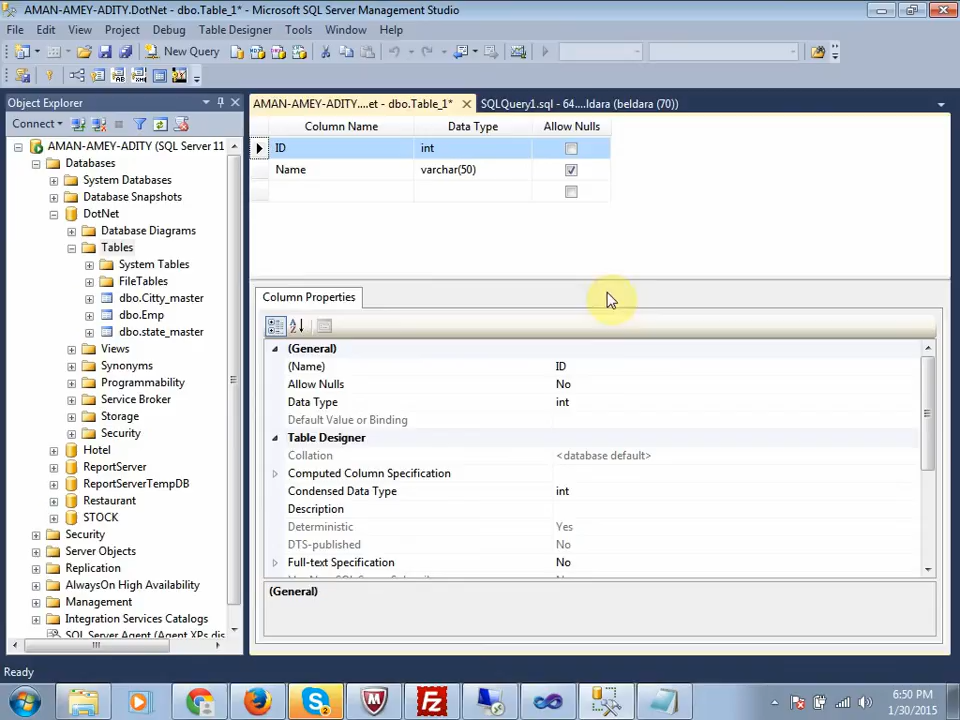 AMAN-AMEY-ADITY.DotNet - dbo.Table_1* - Microsoft SQL Server Management Studio
File Edit View Project Debug Table Designer Tools Window Help
New Query
Object Explorer
AMAN-AMEY-ADITY....et - dbo.Table_1*
SQLQuery1.sql - 64....ldara (beldara (70))
Connect
Column Name Data Type Allow Nulls
ID int
Name varchar(50)
AMAN-AMEY-ADITY (SQL Server 11
Databases
System Databases
Database Snapshots
DotNet
Database Diagrams
Tables
System Tables
FileTables
dbo.Citty_master
dbo.Emp
dbo.state_master
Views
Synonyms
Programmability
Service Broker
Storage
Security
Hotel
ReportServer
ReportServerTempDB
Restaurant
STOCK
Security
Server Objects
Replication
AlwaysOn High Availability
Management
Integration Services Catalogs
SQL Server Agent (Agent XPs dis
Column Properties
(General)
(Name) ID
Allow Nulls No
Data Type int
Default Value or Binding
Table Designer
Collation <database default>
Computed Column Specification
Condensed Data Type int
Description
Deterministic Yes
DTS-published No
Full-text Specification No
(General)
Ready
6:50 PM
1/30/2015